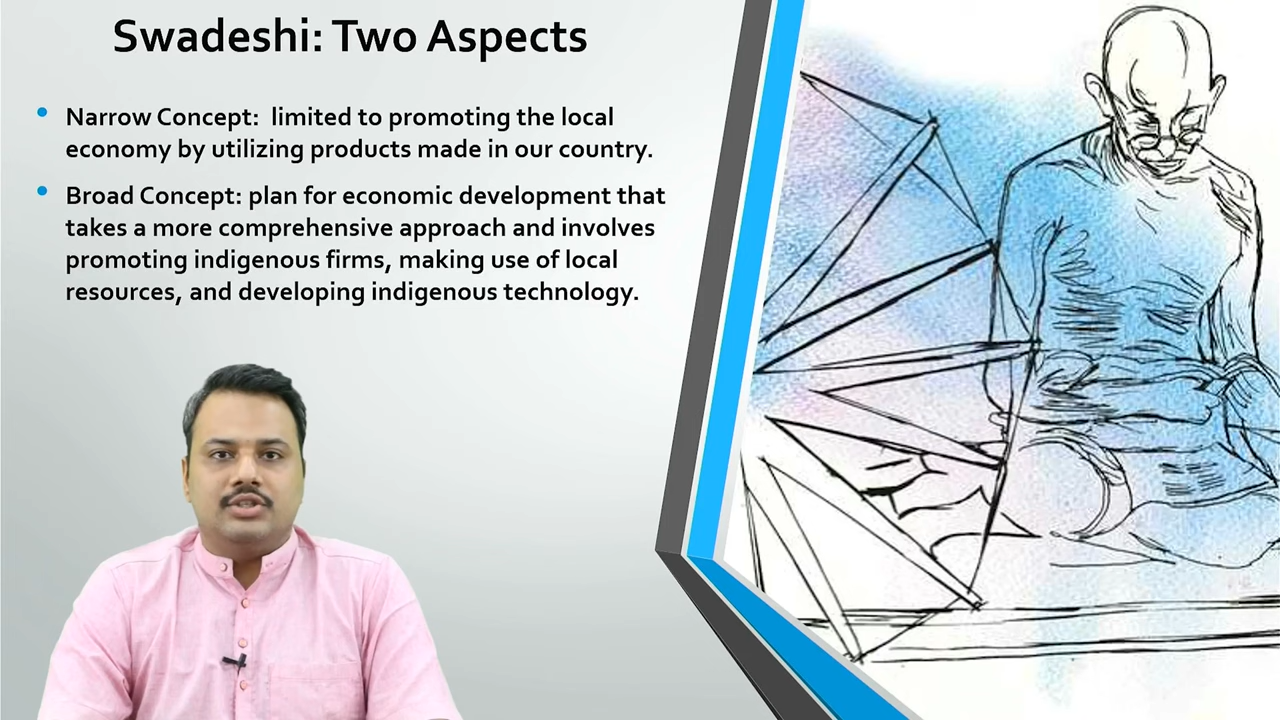 Swadeshi: Two Aspects
• Narrow Concept:  limited to promoting the local
economy by utilizing products made in our country.
• Broad Concept: plan for economic development that
takes a more comprehensive approach and involves
promoting indigenous firms, making use of local
resources, and developing indigenous technology.